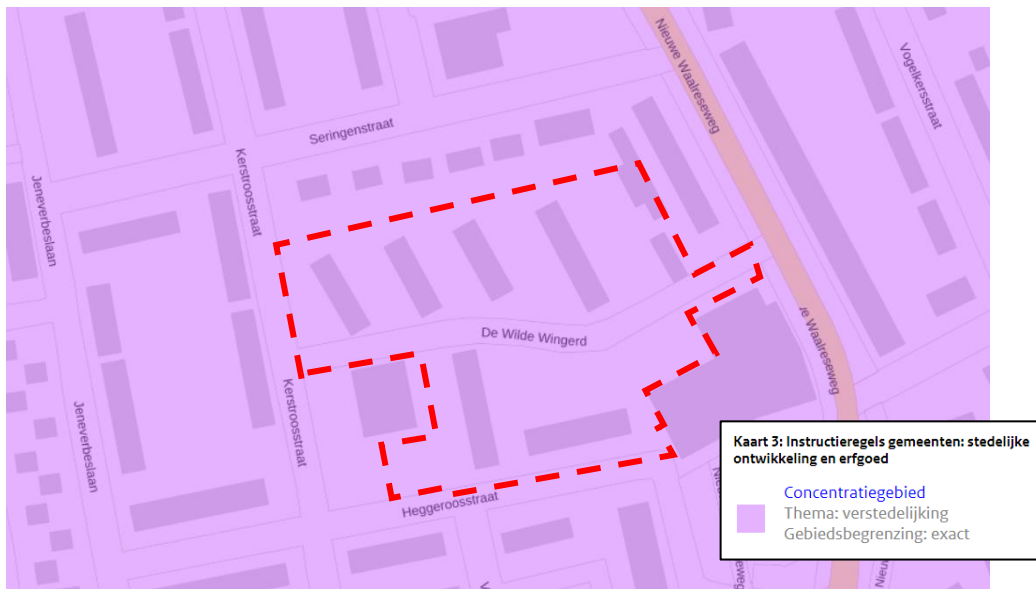 Nieuwe Waalreseweg
Vogelkersstraat
Seringenstraat
Kerstroosstraat
Jeneverbeslaan
De Wilde Wingerd
we Waalreseweg
Kerstroosstraat
Jeneverbeslaan
Heggeroosstraat
Kaart 3: Instructieregels gemeenten: stedelijke
ontwikkeling en erfgoed
Concentratiegebied
Thema: verstedelijking
Gebiedsbegrenzing: exact